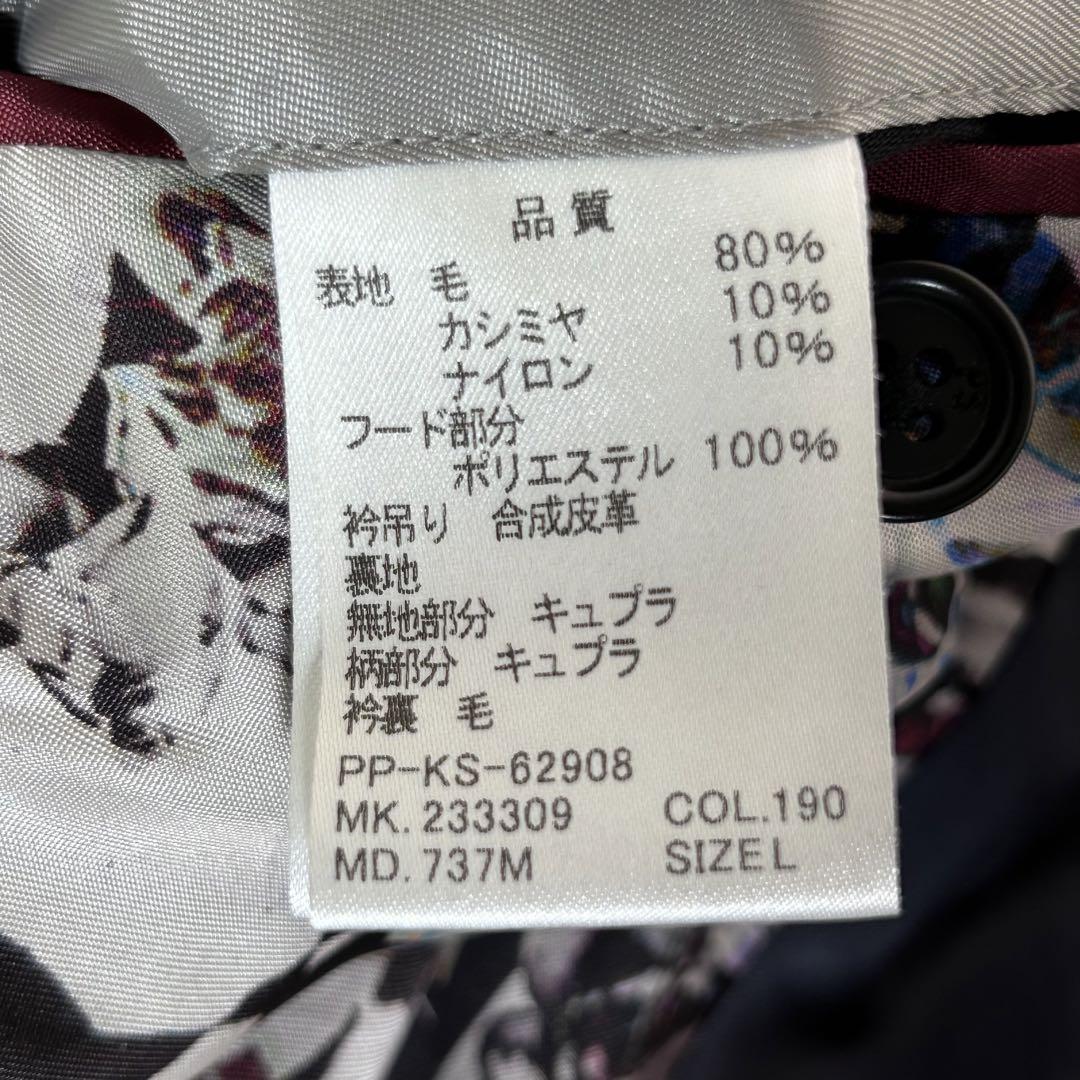 品質
表地 毛 80%
カシミヤ 10%
ナイロン 10%
フード部分
ポリエステル 100%
衿吊り 合成皮革
裏地
無地部分 キュプラ
柄部分 キュプラ
衿裏 毛
PP-KS-62908
MK. 233309 COL.190
MD. 737M SIZE L